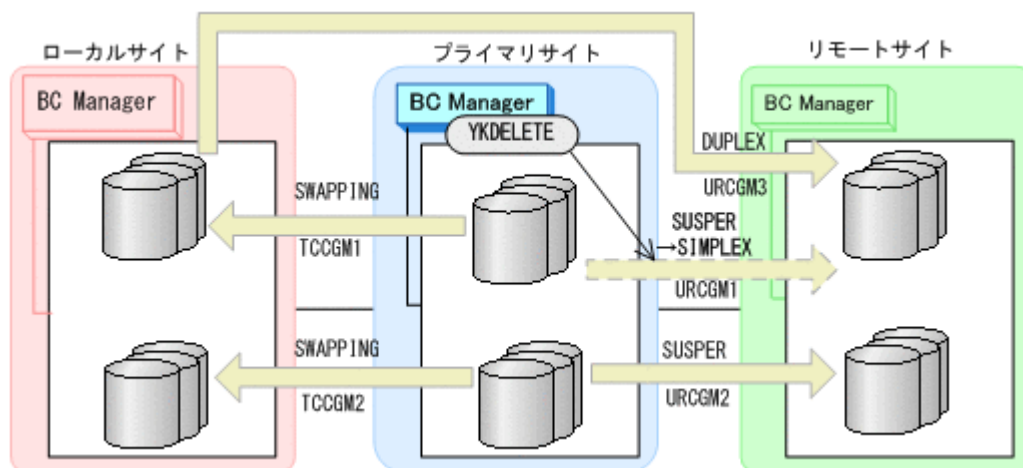 ローカルサイト
プライマリサイト
リモートサイト
BC Manager
BC Manager
BC Manager
YKDELETE
DUPLEX
URCGM3
SWAPPING
TCCGM1
SUSPER
→SIMPLEX
URCGM1
SWAPPING
TCCGM2
SUSPER
URCGM2